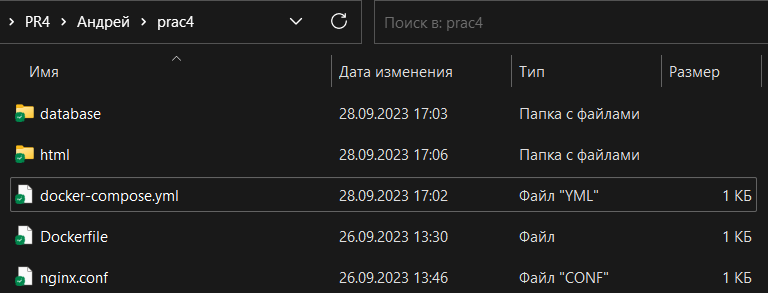 PR4 > Андрей > prac4
Поиск в: prac4
Имя Дата изменения Тип Размер
database 28.09.2023 17:03 Папка с файлами
html 28.09.2023 17:06 Папка с файлами
docker-compose.yml 28.09.2023 17:02 Файл "YML" 1 КБ
Dockerfile 26.09.2023 13:30 Файл 1 КБ
nginx.conf 26.09.2023 13:46 Файл "CONF" 1 КБ